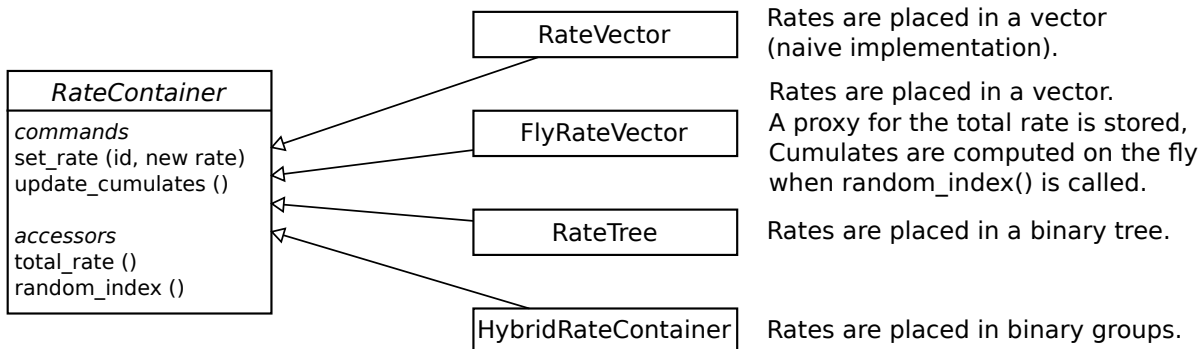 RateContainer
commands
set_rate (id, new rate)
update_cumulates ()
accessors
total_rate ()
random_index ()
RateVector
Rates are placed in a vector
(naive implementation).
FlyRateVector
Rates are placed in a vector.
A proxy for the total rate is stored,
Cumulates are computed on the fly
when random_index() is called.
RateTree
Rates are placed in a binary tree.
HybridRateContainer
Rates are placed in binary groups.